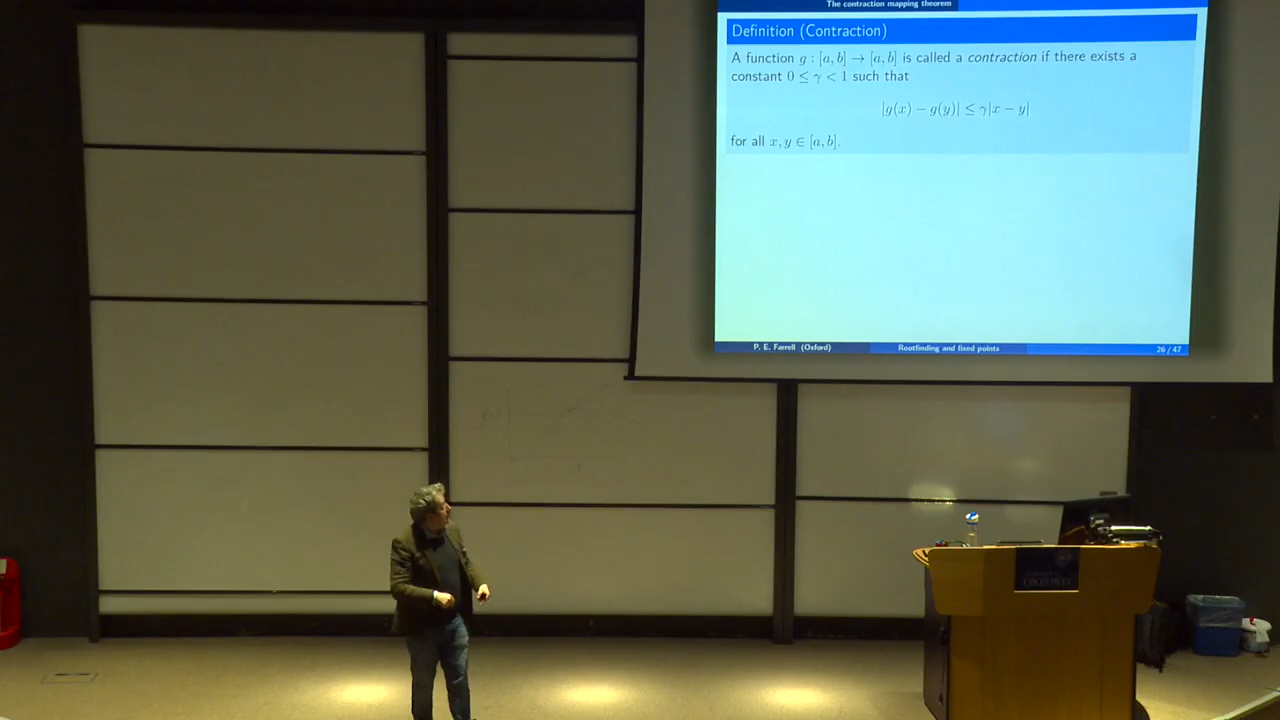 The contraction mapping theorem
Definition (Contraction)
A function g : [a, b] → [a, b] is called a contraction if there exists a
constant 0 ≤ γ < 1 such that
|g(x) − g(y)| ≤ γ|x − y|
for all x, y ∈ [a, b].
P. E. Farrell (Oxford) Rootfinding and fixed points 26 / 47